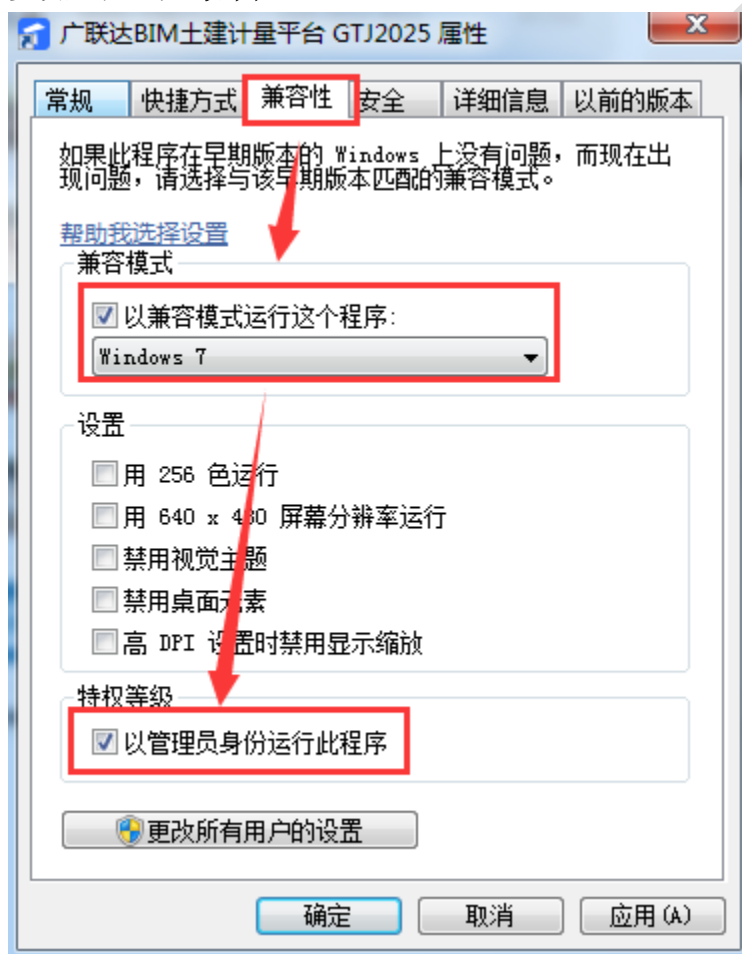 广联达BIM土建计量平台 GTJ2025 属性
常规 快捷方式 兼容性 安全 详细信息 以前的版本
如果此程序在早期版本的 Windows 上没有问题，而现在出
现问题，请选择与该早期版本匹配的兼容模式。
帮助我选择设置
兼容模式
以兼容模式运行这个程序:
Windows 7
设置
用 256 色运行
用 640 x 480 屏幕分辨率运行
禁用视觉主题
禁用桌面元素
高 DPI 设置时禁用显示缩放
特权等级
以管理员身份运行此程序
更改所有用户的设置
确定 取消 应用(A)